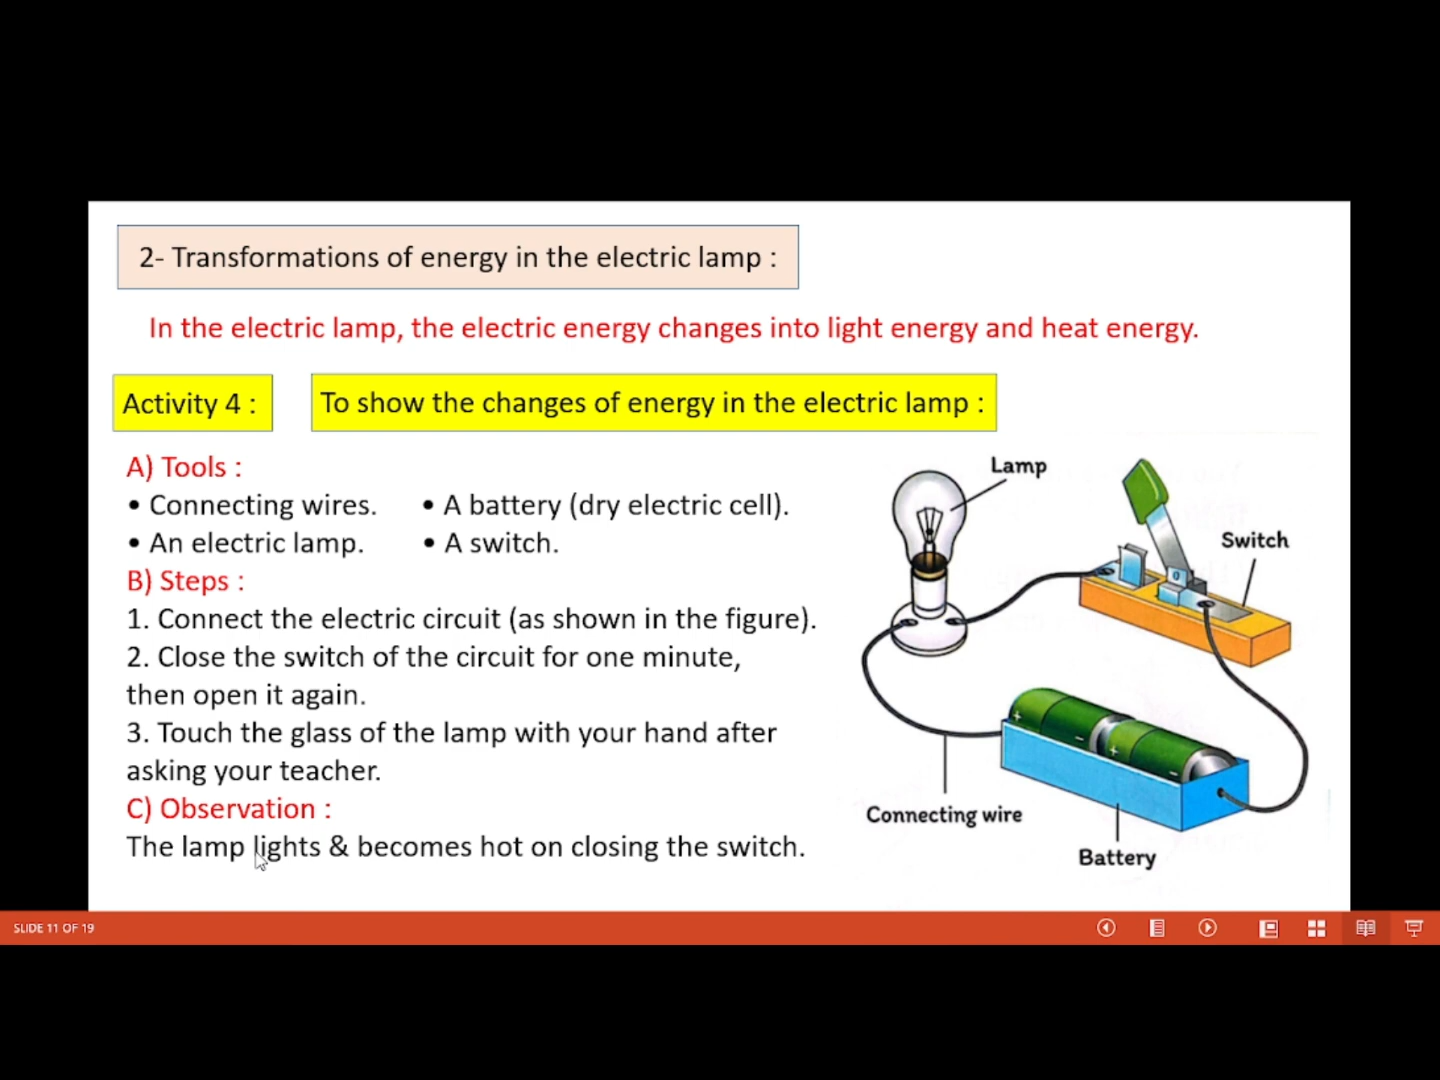 2- Transformations of energy in the electric lamp :
In the electric lamp, the electric energy changes into light energy and heat energy.
Activity 4 :
To show the changes of energy in the electric lamp :
A) Tools :
• Connecting wires. • A battery (dry electric cell).
• An electric lamp. • A switch.
B) Steps :
1. Connect the electric circuit (as shown in the figure).
2. Close the switch of the circuit for one minute,
then open it again.
3. Touch the glass of the lamp with your hand after
asking your teacher.
C) Observation :
The lamp lights & becomes hot on closing the switch.
Lamp
Switch
+
-
+
-
Connecting wire
Battery
SLIDE 11 OF 19